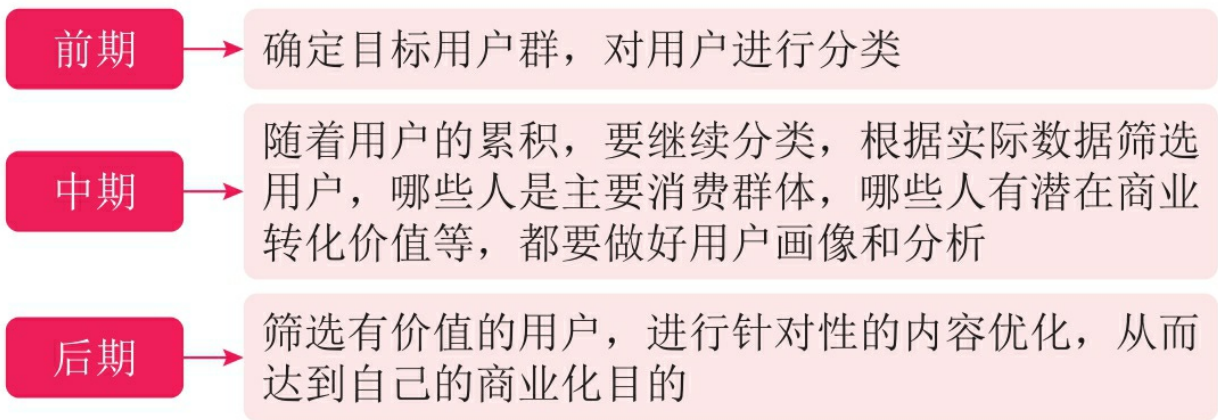 前期
确定目标用户群，对用户进行分类
中期
随着用户的累积，要继续分类，根据实际数据筛选
用户，哪些人是主要消费群体，哪些人有潜在商业
转化价值等，都要做好用户画像和分析
后期
筛选有价值的用户，进行针对性的内容优化，从而
达到自己的商业化目的